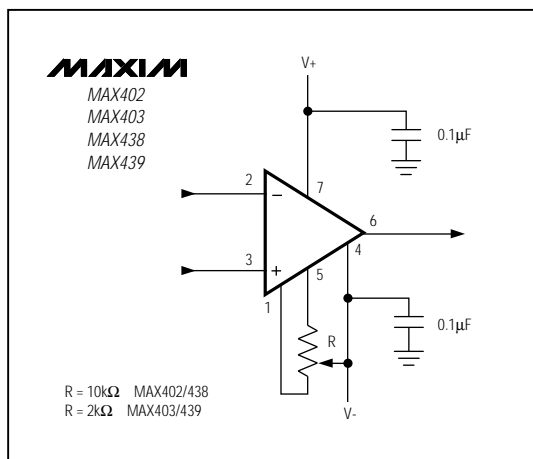 MAXIM
MAX402
MAX403
MAX438
MAX439
V+
0.1μF
2
−
7
6
3
+
4
5
1
0.1μF
R
R = 10kΩ MAX402/438
R = 2kΩ MAX403/439
V-